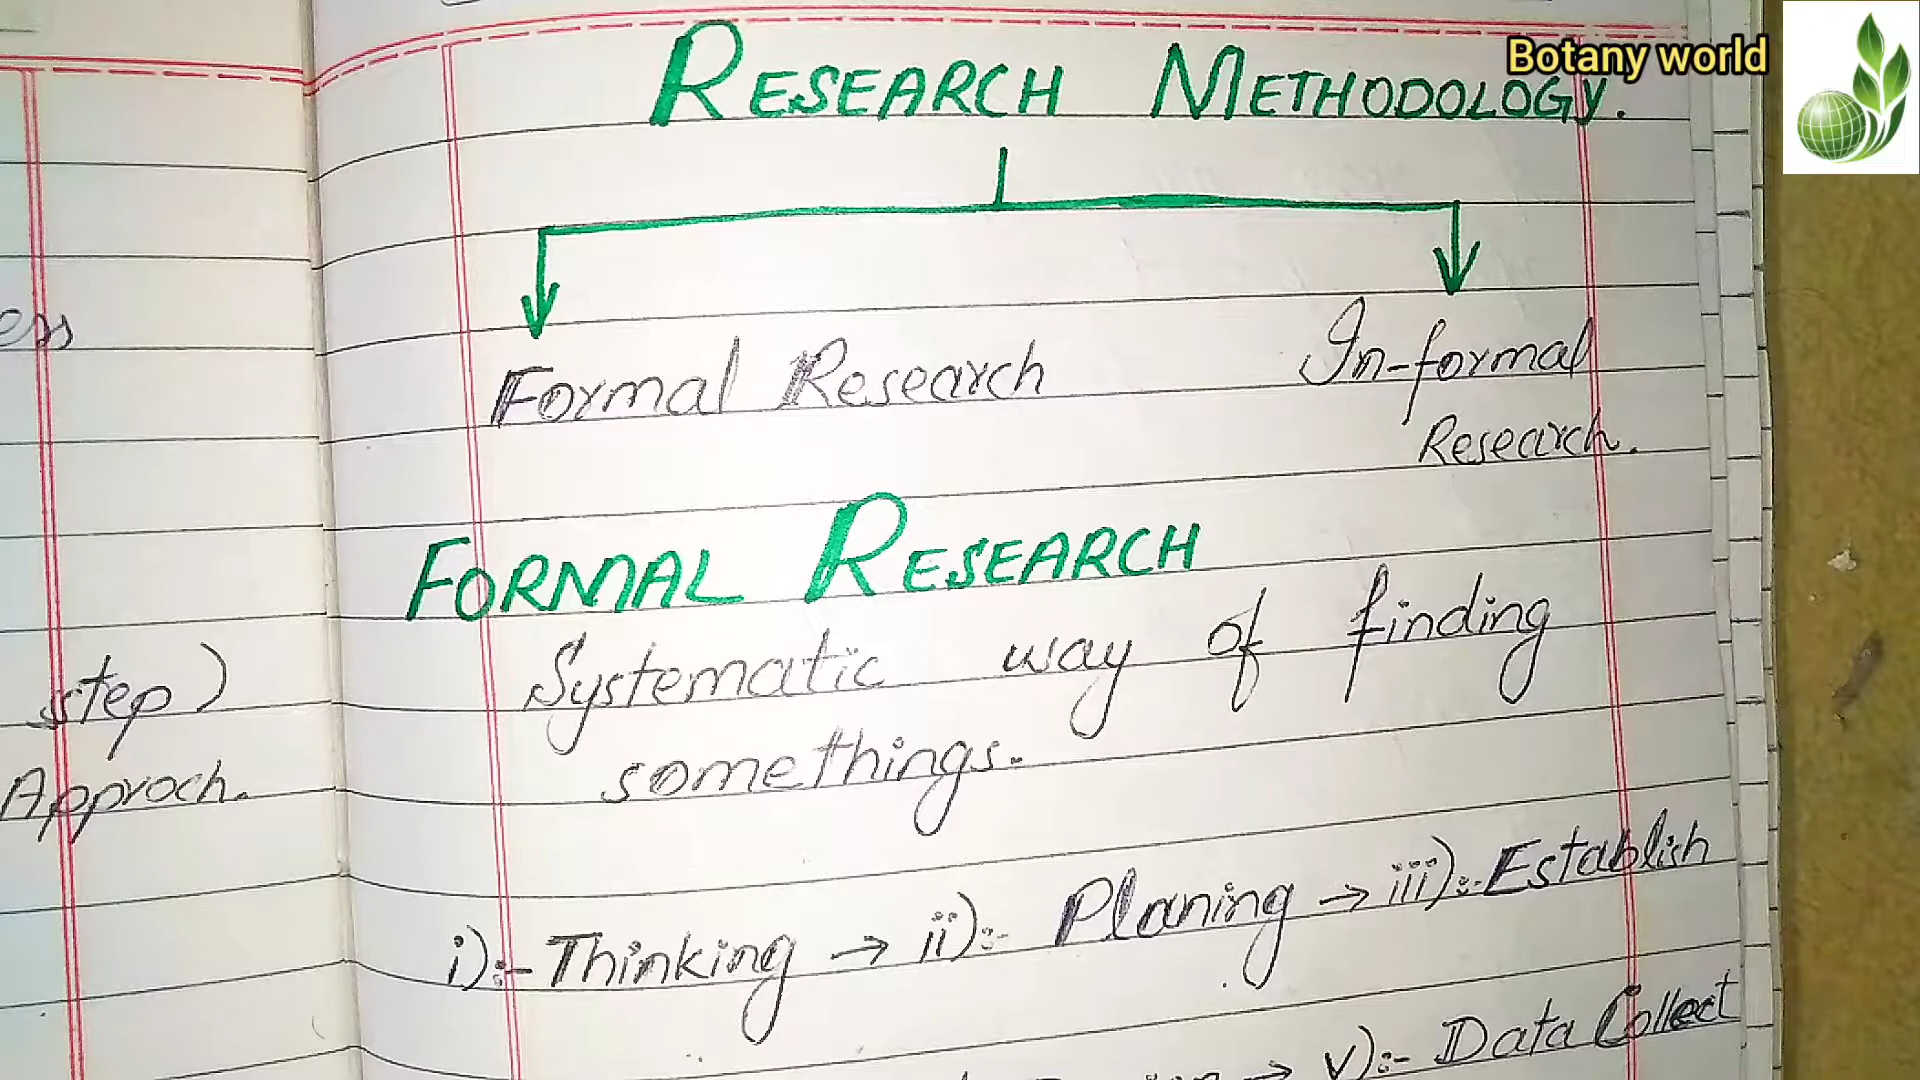 Botany world
RESEARCH METHODOLOGY.
Formal Research
In-formal
Research.
FORMAL RESEARCH
Systematic way of finding
somethings.
i):- Thinking → ii):- Planing → iii):- Establish
→ v):- Data Collect
step)
Approch.